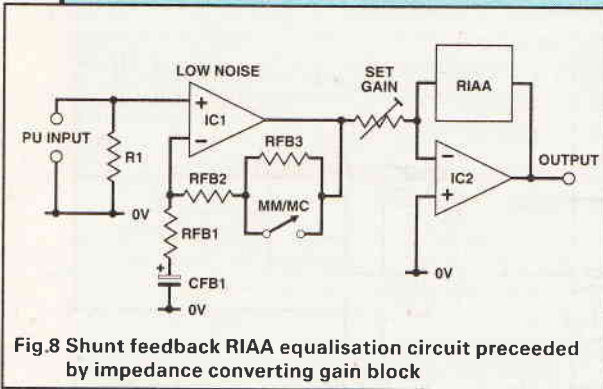 LOW NOISE
SET
GAIN
RIAA
+
IC1
-
PU INPUT
R1
RFB3
RFB2
MM/MC
-
IC2
+
OUTPUT
0V
RFB1
+
CFB1
0V
0V
Fig.8 Shunt feedback RIAA equalisation circuit preceeded
by impedance converting gain block